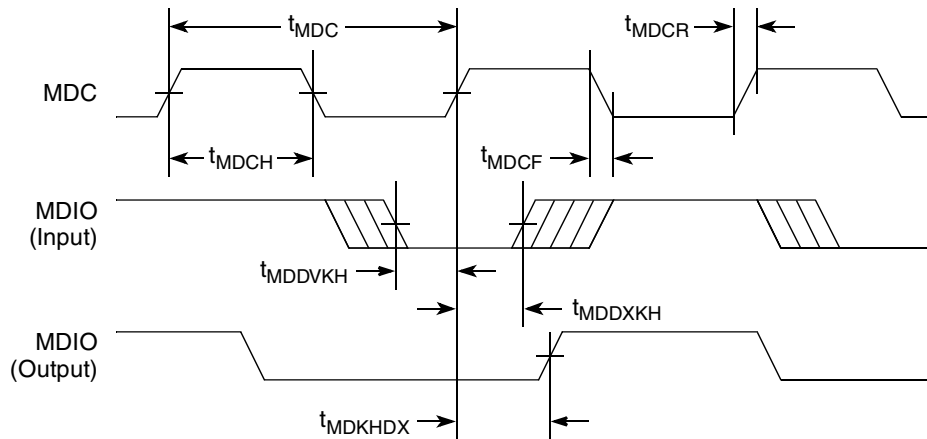 tMDC
tMDCR
MDC
tMDCH
tMDCF
MDIO
(Input)
tMDDVKH
tMDDXKH
MDIO
(Output)
tMDKHDX